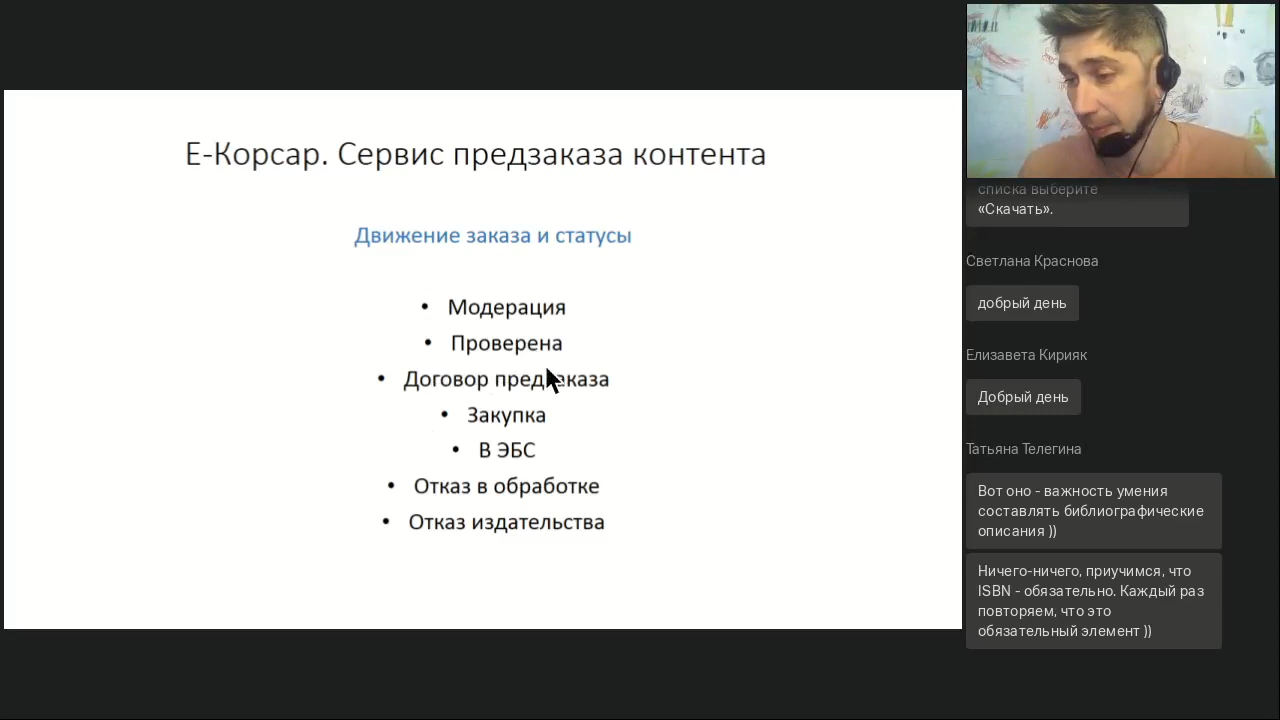 Е-Корсар. Сервис предзаказа контента
Движение заказа и статусы
• Модерация
• Проверена
• Договор предзаказа
• Закупка
• В ЭБС
• Отказ в обработке
• Отказ издательства
списка выберите
«Скачать».
Светлана Краснова
добрый день
Елизавета Кирияк
Добрый день
Татьяна Телегина
Вот оно - важность умения
составлять библиографические
описания ))
Ничего-ничего, приучимся, что
ISBN - обязательно. Каждый раз
повторяем, что это
обязательный элемент ))